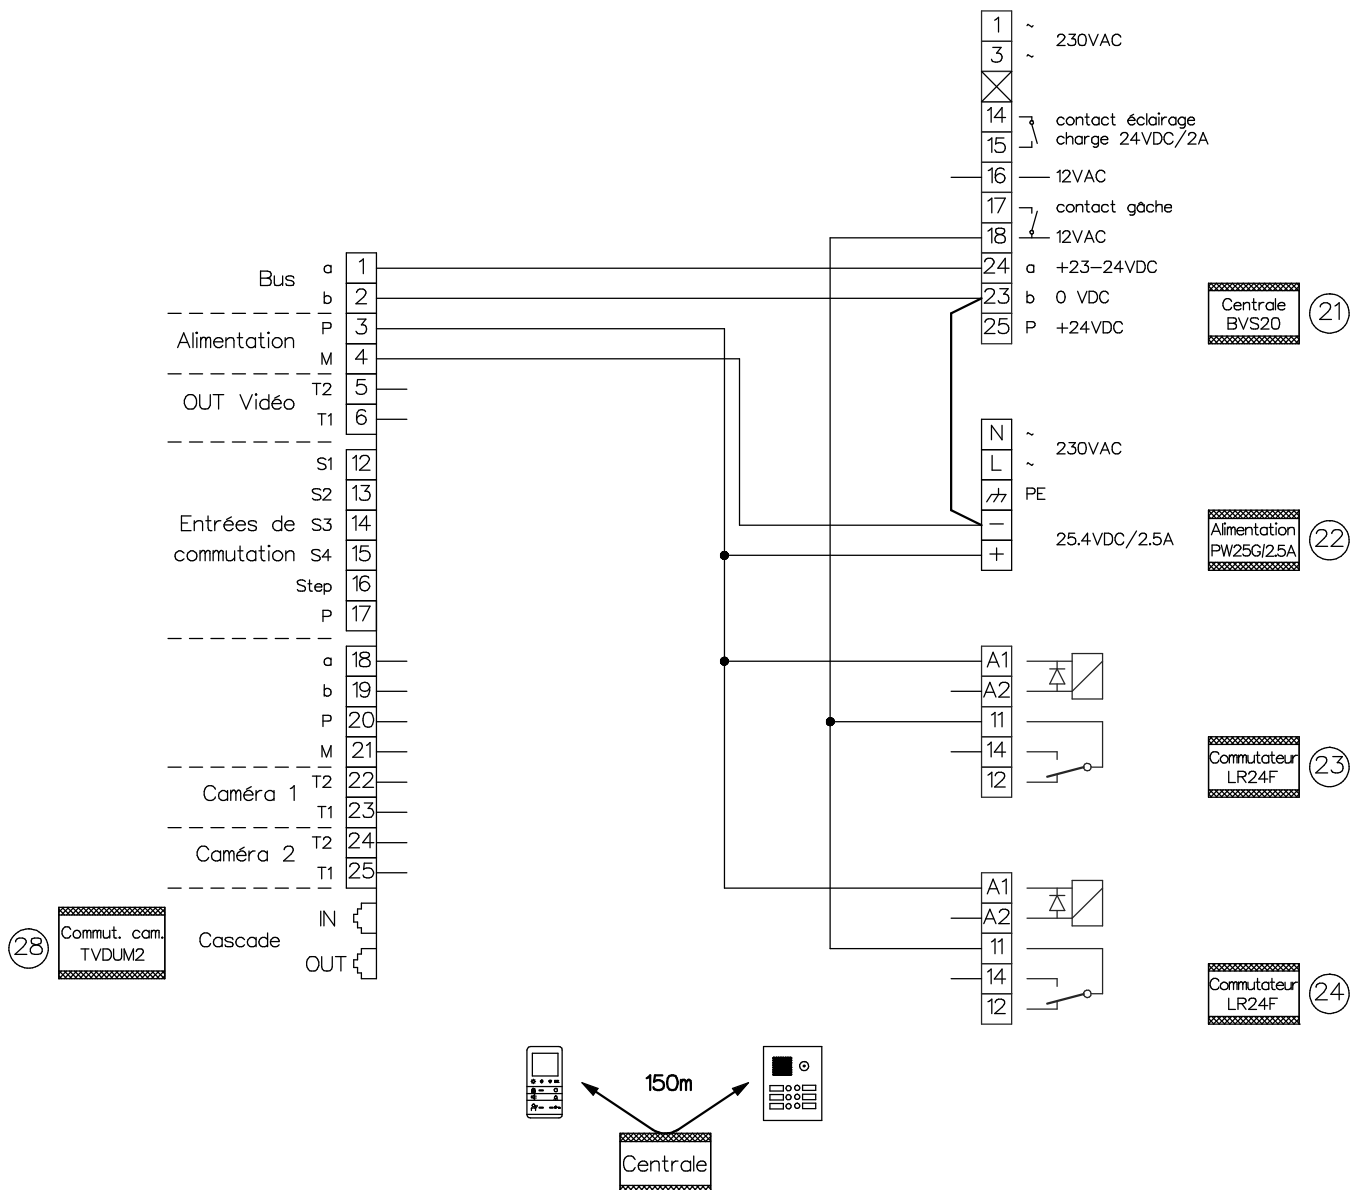 1 ~
230VAC
3 ~
14
contact éclairage
charge 24VDC/2A
15
16 12VAC
17 contact gâche
18 12VAC
24 a +23-24VDC
23 b 0 VDC
25 P +24VDC
Centrale
BVS20
21
Bus
a 1
b 2
Alimentation
P 3
M 4
OUT Vidéo
T2 5
T1 6
Entrées de
commutation
S1 12
S2 13
S3 14
S4 15
Step 16
P 17
a 18
b 19
P 20
M 21
Caméra 1
T2 22
T1 23
Caméra 2
T2 24
T1 25
Cascade
IN
OUT
28
Commut. cam.
TVDUM2
N ~
230VAC
L ~
PE
-
25.4VDC/2.5A
+
Alimentation
PW25G/2.5A
22
A1
A2
11
14
12
Commutateur
LR24F
23
A1
A2
11
14
12
Commutateur
LR24F
24
150m
Centrale